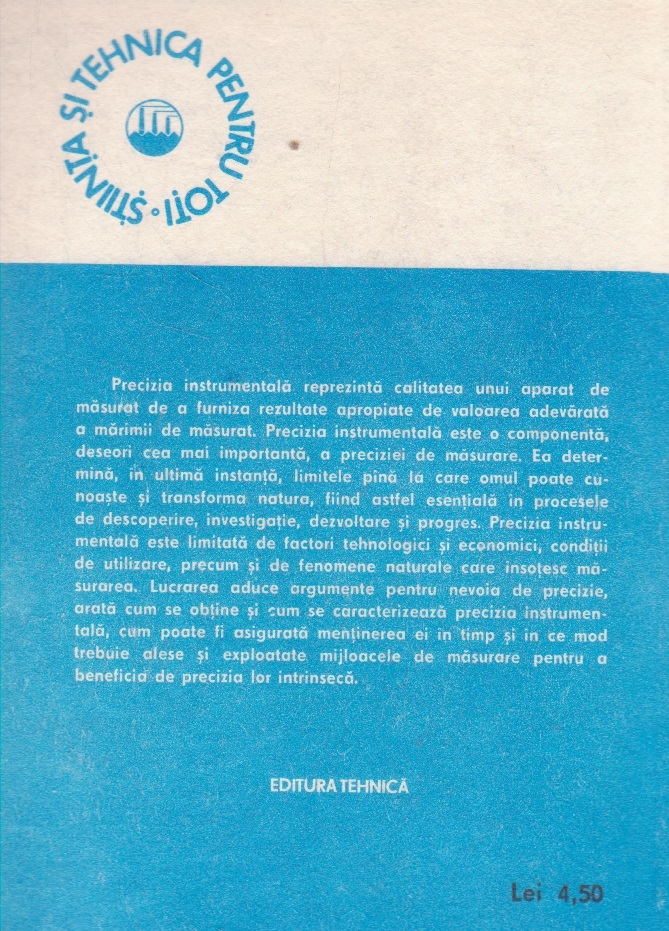 ȘTIINȚA ȘI TEHNICA PENTRU TOȚI
Precizia instrumentală reprezintă calitatea unui aparat de
măsurat de a furniza rezultate apropiate de valoarea adevărată
a mărimii de măsurat. Precizia instrumentală este o componentă,
deseori cea mai importantă, a preciziei de măsurare. Ea deter-
mină, in ultimă instanță, limitele pină la care omul poate cu-
noaște și transforma natura, fiind astfel esențială in procesele
de descoperire, investigație, dezvoltare și progres. Precizia instru-
mentală este limitată de factori tehnologici și economici, condiții
de utilizare, precum și de fenomene naturale care insoțesc mă-
surarea. Lucrarea aduce argumente pentru nevoia de precizie,
arată cum se obține și cum se caracterizează precizia instrumen-
tală, cum poate fi asigurată menținerea ei in timp și in ce mod
trebuie alese și exploatate mijloacele de măsurare pentru a
beneficia de precizia lor intrinsecă.
EDITURA TEHNICĂ
Lei 4,50